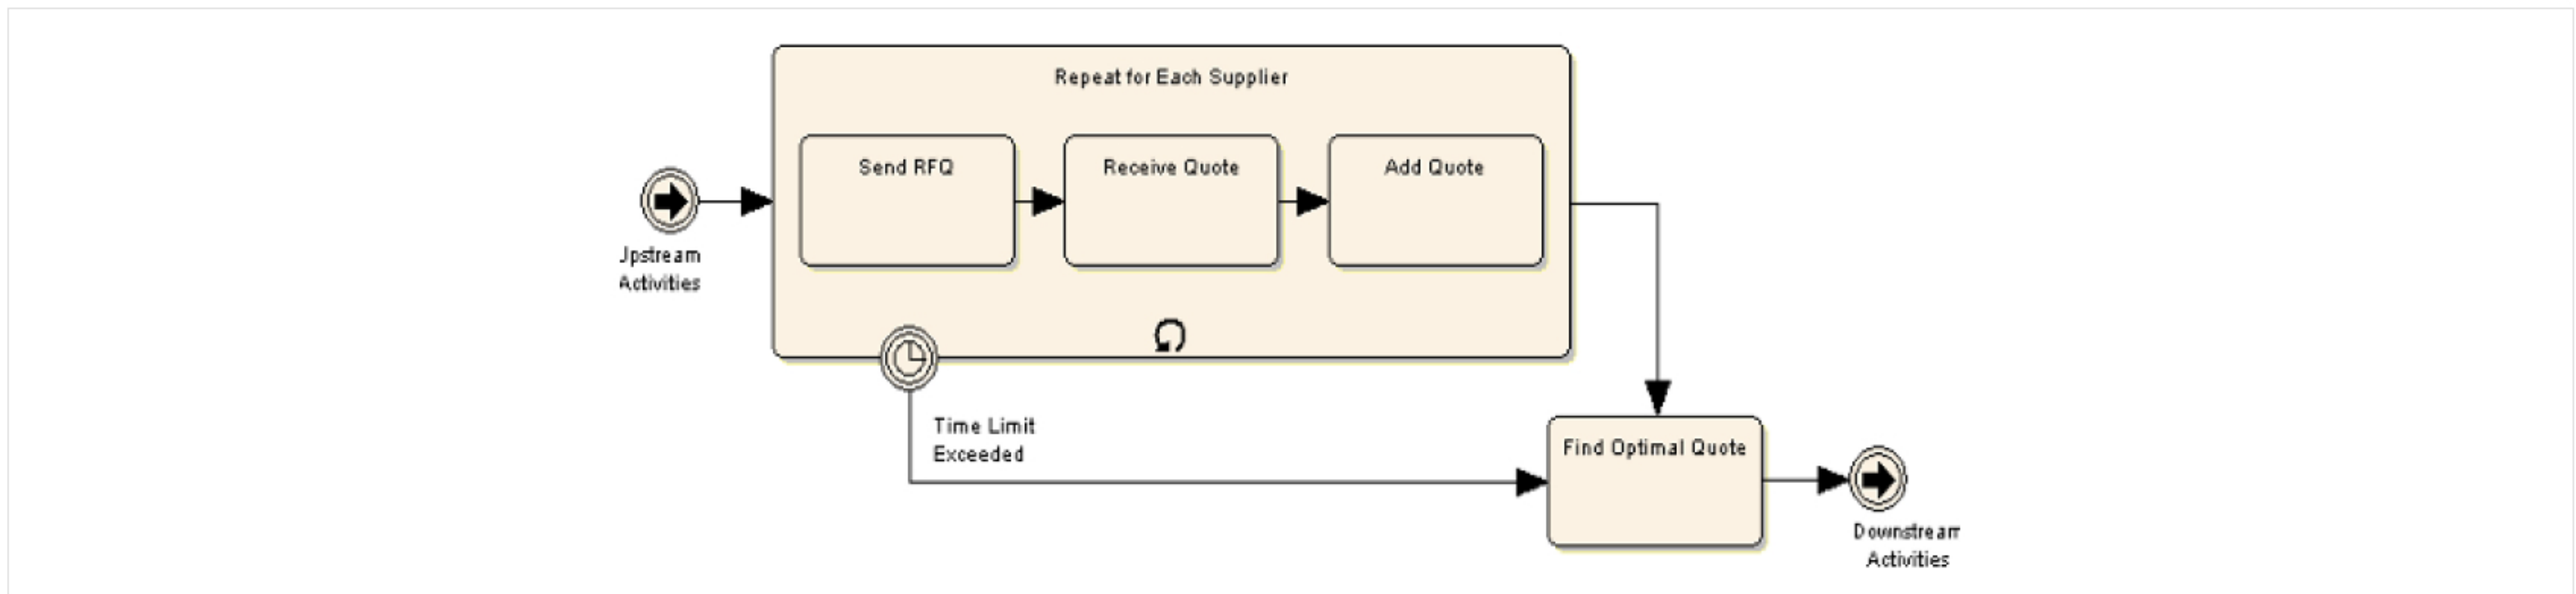 Repeat for Each Supplier
Send RFQ
Receive Quote
Add Quote
Jpstream
Activities
Time Limit
Exceeded
Find Optimal Quote
Downstream
Activities